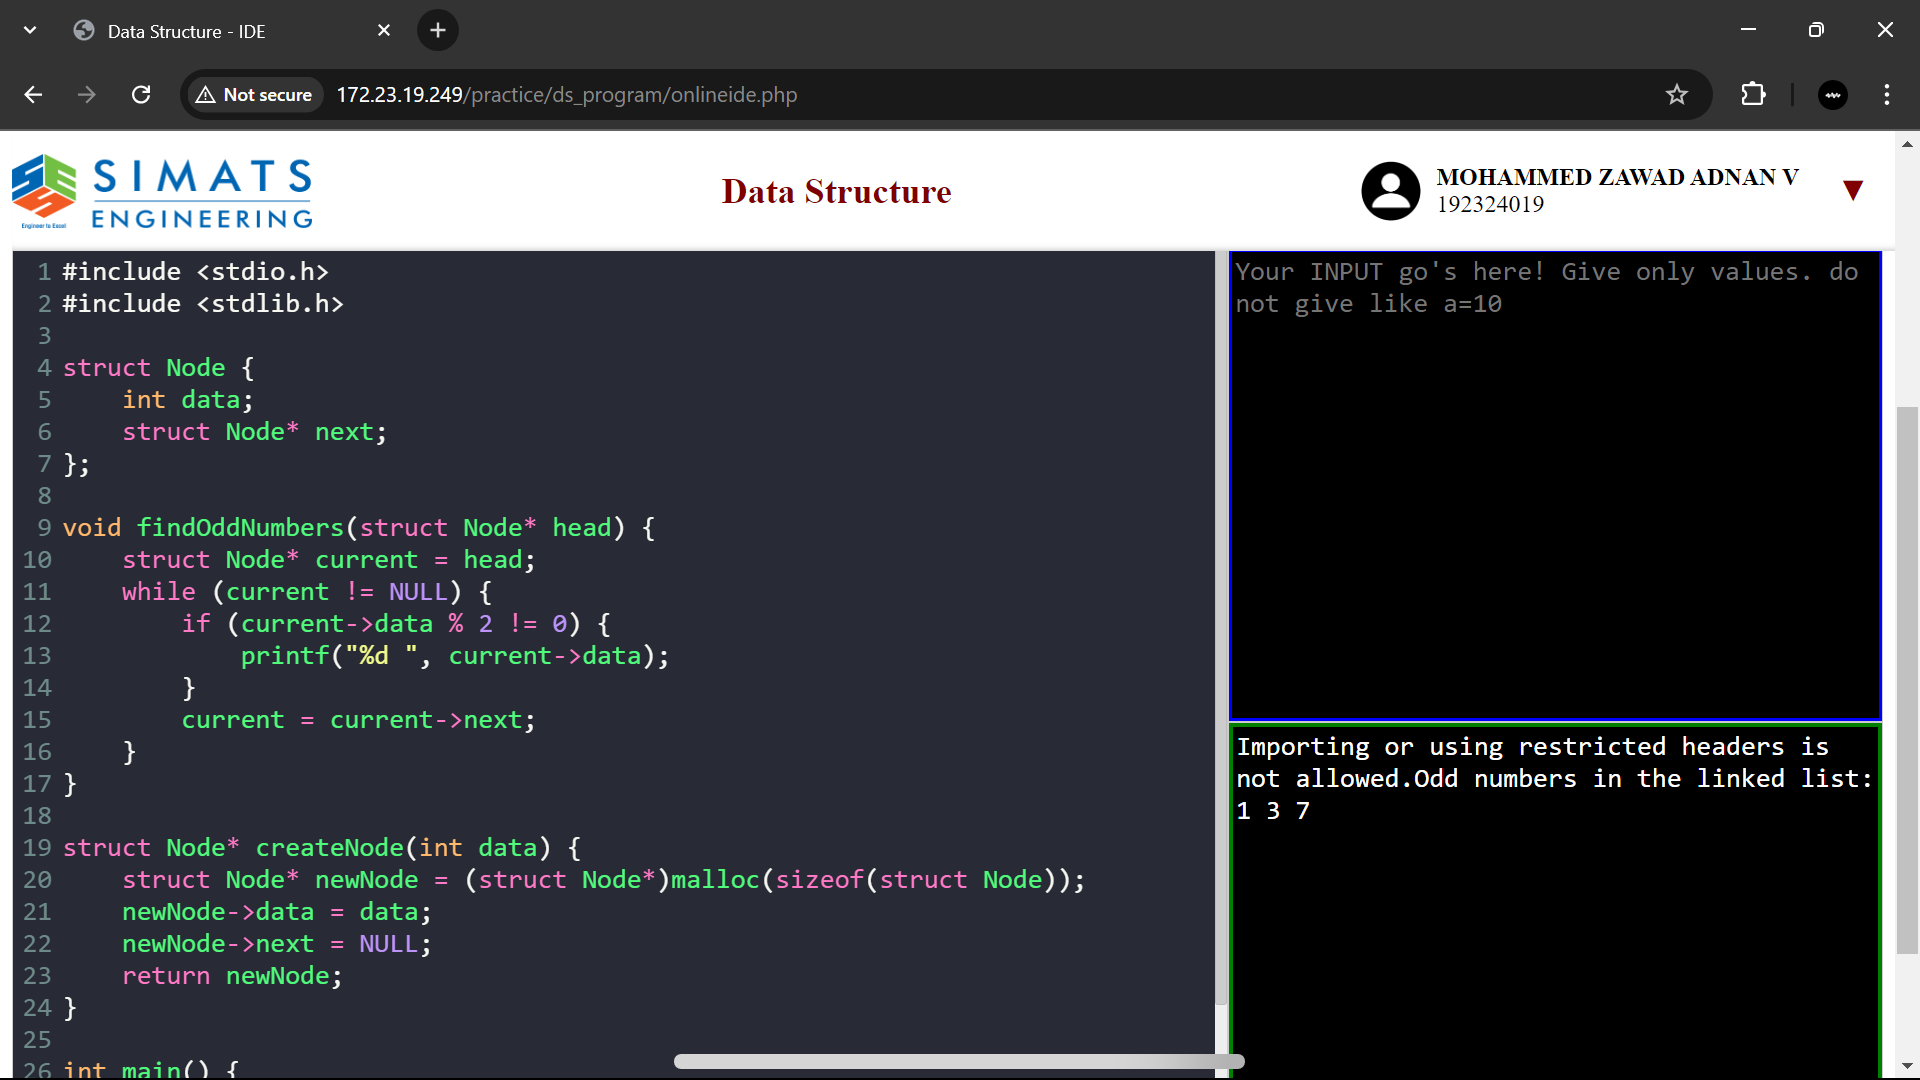 Data Structure - IDE
Not secure
172.23.19.249/practice/ds_program/onlineide.php
SIMATS
ENGINEERING
Engineer to Excel
Data Structure
MOHAMMED ZAWAD ADNAN V
192324019
1 #include <stdio.h>
2 #include <stdlib.h>
3
4 struct Node {
5     int data;
6     struct Node* next;
7 };
8
9 void findOddNumbers(struct Node* head) {
10     struct Node* current = head;
11     while (current != NULL) {
12         if (current->data % 2 != 0) {
13             printf("%d ", current->data);
14         }
15         current = current->next;
16     }
17 }
18
19 struct Node* createNode(int data) {
20     struct Node* newNode = (struct Node*)malloc(sizeof(struct Node));
21     newNode->data = data;
22     newNode->next = NULL;
23     return newNode;
24 }
25
26 int main() {
Your INPUT go's here! Give only values. do
not give like a=10
Importing or using restricted headers is
not allowed.Odd numbers in the linked list:
1 3 7